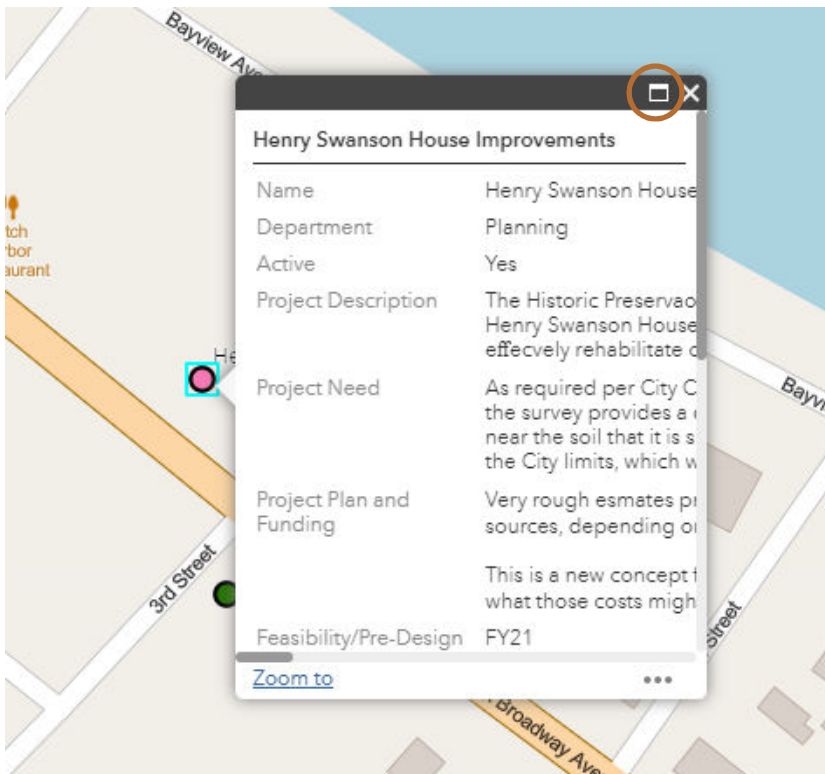 Bayview Ave
Henry Swanson House Improvements
Name Henry Swanson House
Department Planning
Active Yes
Project Description The Historic Preservao
Henry Swanson House
effecvely rehabilitate
tch
rbor
aurant
He
Project Need As required per City C
the survey provides a
near the soil that it is s
the City limits, which w
Bayvi
Project Plan and Funding Very rough esmates pr
sources, depending or
This is a new concept
what those costs migh
3rd Street
Street
Feasibility/Pre-Design FY21
Zoom to
Broadway Ave